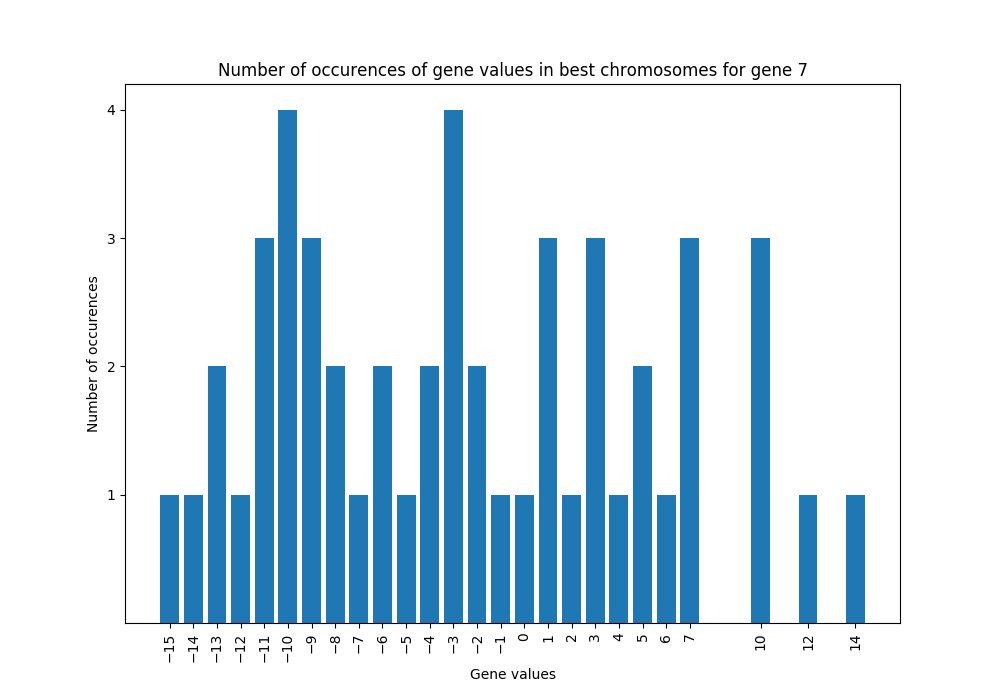 Number of occurences of gene values in best chromosomes for gene 7
4
3
2
1
Number of occurences
−15 −14 −13 −12 −11 −10 −9 −8 −7 −6 −5 −4 −3 −2 −1 0 1 2 3 4 5 6 7 10 12 14
Gene values